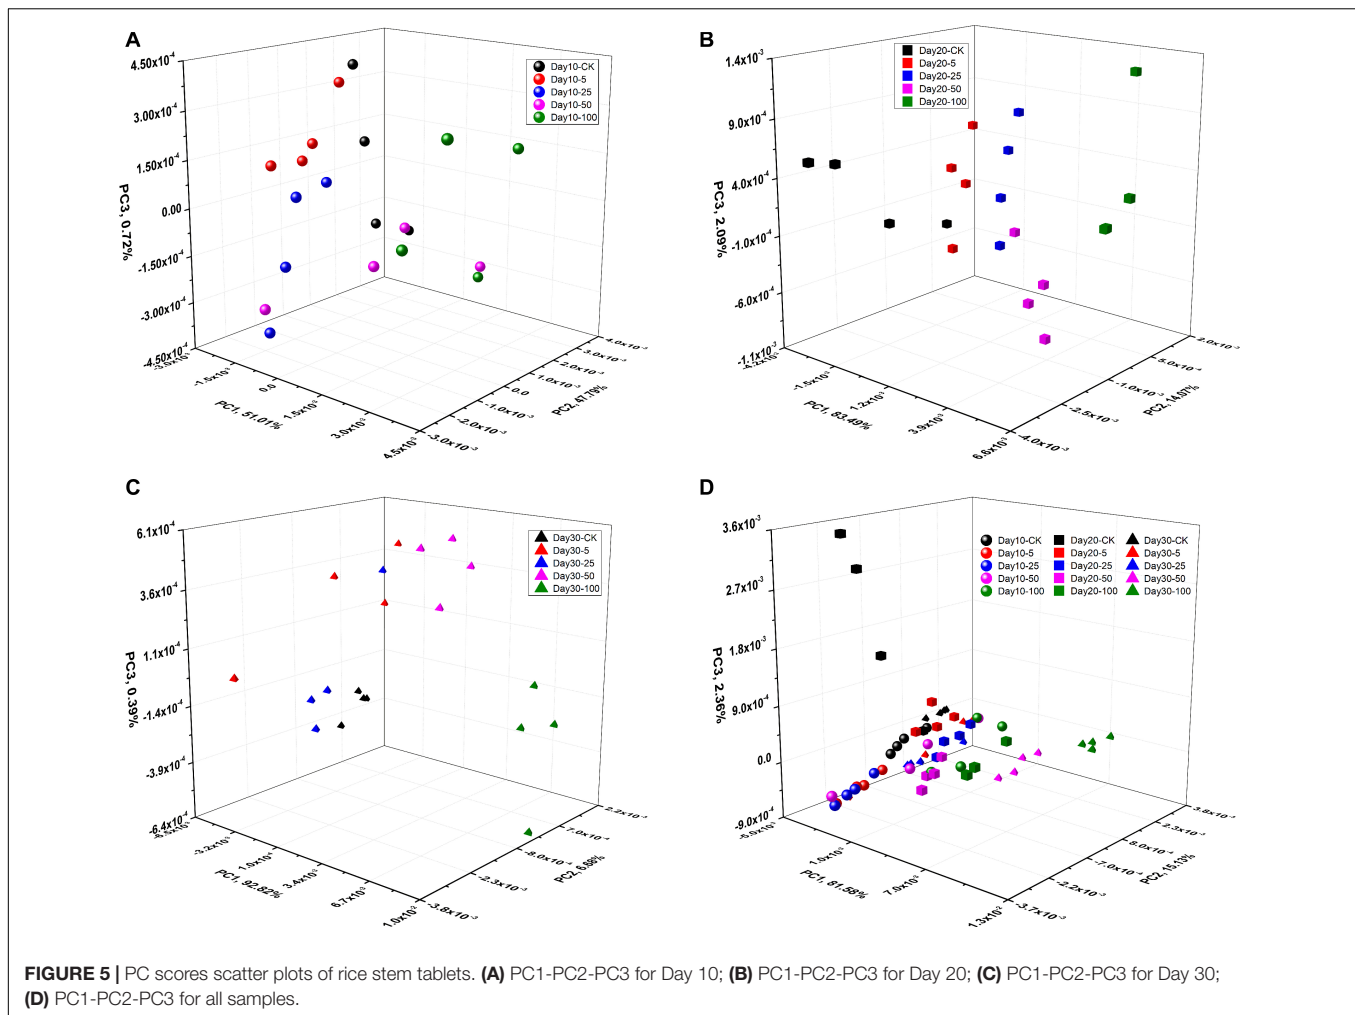 A
4.50x10⁻⁴
3.00x10⁻⁴
1.50x10⁻⁴
0.00
-1.50x10⁻⁴
-3.00x10⁻⁴
-4.50x10⁻⁴
PC3, 0.72%
-3.0x10⁻³
-1.5x10⁻³
0.0
1.5x10⁻³
3.0x10⁻³
4.5x10⁻³
PC1, 51.01%
-3.0x10⁻³
-2.0x10⁻³
-1.0x10⁻³
0.0
1.0x10⁻³
2.0x10⁻³
3.0x10⁻³
4.0x10⁻³
PC2, 47.79%
Day10-CK
Day10-5
Day10-25
Day10-50
Day10-100
B
1.4x10⁻³
9.0x10⁻⁴
4.0x10⁻⁴
-1.0x10⁻⁴
-6.0x10⁻⁴
-1.1x10⁻³
PC3, 2.09%
-4.2x10⁻³
-1.5x10⁻³
1.2x10⁻³
3.9x10⁻³
6.6x10⁻³
PC1, 83.49%
-4.0x10⁻³
-2.5x10⁻³
-1.0x10⁻³
5.0x10⁻⁴
2.0x10⁻³
PC2, 14.07%
Day20-CK
Day20-5
Day20-25
Day20-50
Day20-100
C
6.1x10⁻⁴
3.6x10⁻⁴
1.1x10⁻⁴
-1.4x10⁻⁴
-3.9x10⁻⁴
-6.4x10⁻⁴
PC3, 0.39%
-6.5x10⁻³
-3.2x10⁻³
1.0x10⁻⁴
3.4x10⁻³
6.7x10⁻³
1.0x10⁻²
PC1, 92.82%
-3.8x10⁻³
-2.3x10⁻³
-8.0x10⁻⁴
7.0x10⁻⁴
2.2x10⁻³
PC2, 6.68%
Day30-CK
Day30-5
Day30-25
Day30-50
Day30-100
D
3.6x10⁻³
2.7x10⁻³
1.8x10⁻³
9.0x10⁻⁴
0.0
-9.0x10⁻⁴
PC3, 2.36%
-5.0x10⁻³
1.0x10⁻³
7.0x10⁻³
1.3x10⁻²
PC1, 81.58%
-3.7x10⁻³
-2.2x10⁻³
-7.0x10⁻⁴
8.0x10⁻⁴
2.3x10⁻³
3.8x10⁻³
PC2, 15.13%
Day10-CK Day20-CK Day30-CK
Day10-5 Day20-5 Day30-5
Day10-25 Day20-25 Day30-25
Day10-50 Day20-50 Day30-50
Day10-100 Day20-100 Day30-100
FIGURE 5 | PC scores scatter plots of rice stem tablets. (A) PC1-PC2-PC3 for Day 10; (B) PC1-PC2-PC3 for Day 20; (C) PC1-PC2-PC3 for Day 30;
(D) PC1-PC2-PC3 for all samples.